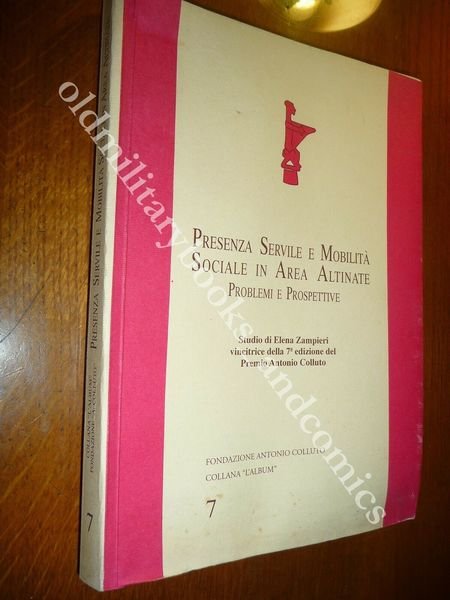 PRESENZA SERVILE E MOBILITÀ
SOCIALE IN AREA ALTINATE
PROBLEMI E PROSPETTIVE
Studio di Elena Zampieri
vincitrice della 7ª edizione del
Premio Antonio Colluto
FONDAZIONE ANTONIO COLLUTO
COLLANA "L'ALBUM"
7
COLLANA "L'ALBUM"
FONDAZIONE "A. COLLUTO"
PRESENZA SERVILE E MOBILITÀ SOCIALE IN AREA
7
oldmilitarybooksandcomics